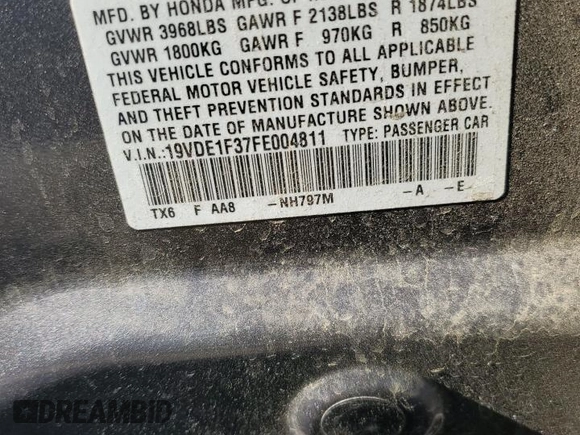 MFD. BY HONDA MFG. OF
GVWR 3968LBS GAWR F 2138LBS R 1874LBS
GVWR 1800KG GAWR F 970KG R 850KG
THIS VEHICLE CONFORMS TO ALL APPLICABLE
FEDERAL MOTOR VEHICLE SAFETY, BUMPER,
AND THEFT PREVENTION STANDARDS IN EFFECT
ON THE DATE OF MANUFACTURE SHOWN ABOVE.
V.I.N.:19VDE1F37FE004811 TYPE: PASSENGER CAR
TX6 F AA8 -NH797M -A -E-
DREAMBID